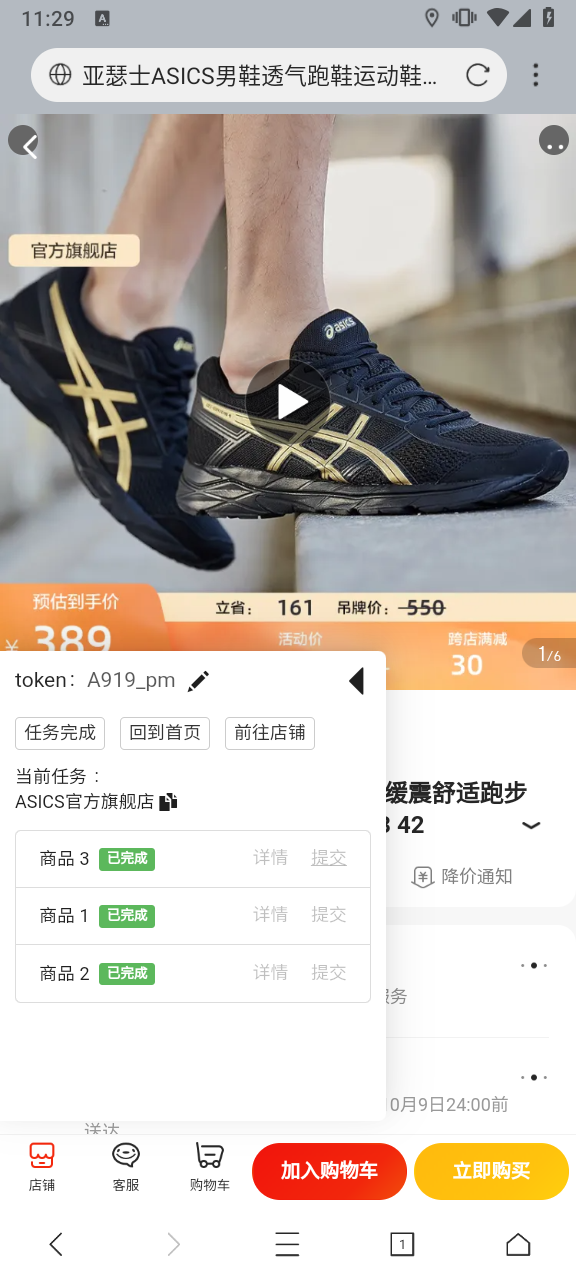 11:29
A
亚瑟士ASICS男鞋透气跑鞋运动鞋...
官方旗舰店
asics
asics
预估到手价
立省： 161 吊牌价：550
¥ 389
活动价
跨店满减
30
1/6
token： A919_pm
任务完成 回到首页 前往店铺
当前任务：
ASICS官方旗舰店
缓震舒适跑步
42
¥ 降价通知
商品 3 已完成 详情 提交
商品 1 已完成 详情 提交
商品 2 已完成 详情 提交
服务
10月9日24:00前
送达
店铺 客服 购物车 加入购物车 立即购买
1